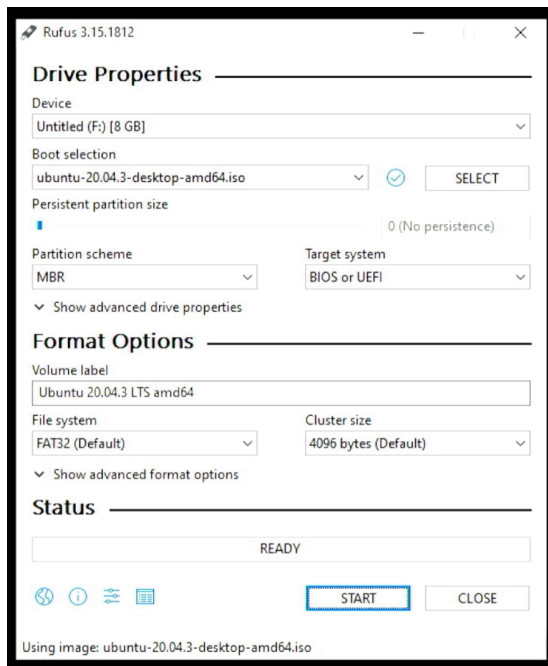 Rufus 3.15.1812
Drive Properties
Device
Untitled (F:) [8 GB]
Boot selection
ubuntu-20.04.3-desktop-amd64.iso
SELECT
Persistent partition size
0 (No persistence)
Partition scheme
Target system
MBR
BIOS or UEFI
Show advanced drive properties
Format Options
Volume label
Ubuntu 20.04.3 LTS amd64
File system
Cluster size
FAT32 (Default)
4096 bytes (Default)
Show advanced format options
Status
READY
START
CLOSE
Using image: ubuntu-20.04.3-desktop-amd64.iso